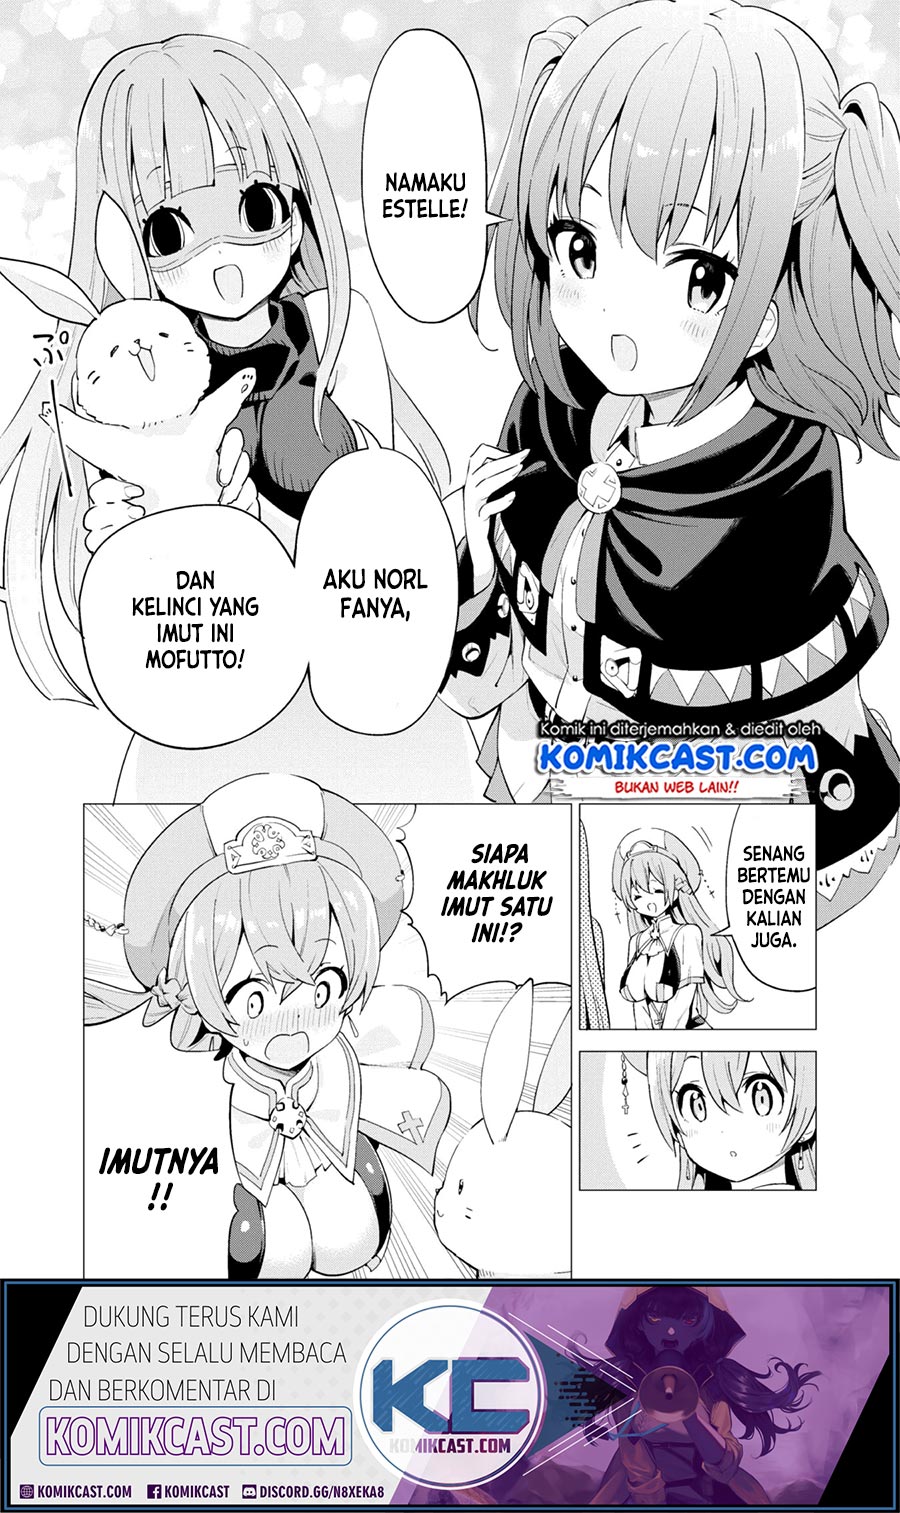 NAMAKU
ESTELLE!
AKU NORL
FANYA,
DAN
KELINCI YANG
IMUT INI
MOFUTTO!
ぷ
Komik ini diterjemahkan & diedit oleh
KOMIKCAST.COM
BUKAN WEB LAIN!!
SENANG
BERTEMU
DENGAN
KALIAN
JUGA.
SIAPA
MAKHLUK
IMUT SATU
INI!?
IMUTNYA
!!
DUKUNG TERUS KAMI
DENGAN SELALU MEMBACA
DAN BERKOMENTAR DI
KOMIKCAST.COM
KC
KOMIKCAST.COM
KOMIKCAST.COM KOMIKCAST DISCORD.GG/N8XEKA8